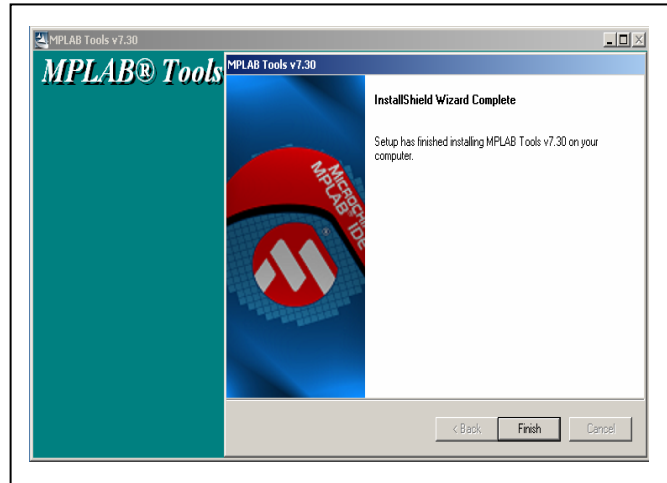 MPLAB Tools v7.30
MPLAB® Tools
MPLAB Tools v7.30
InstallShield Wizard Complete
Setup has finished installing MPLAB Tools v7.30 on your
computer.
MICROCHIP
MPLAB IDE
®
< Back
Finish
Cancel